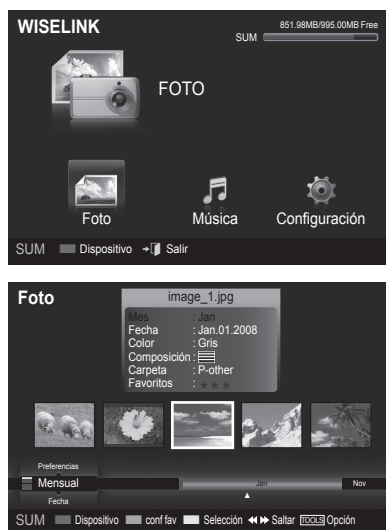 WISELINK
851.98MB/995.00MB Free
SUM
FOTO
Foto
Música
Configuración
SUM Dispositivo Salir
Foto
image_1.jpg
Mes : Jan
Fecha : Jan.01.2008
Color : Gris
Composición :
Carpeta : P-other
Favoritos : ★★★
Preferencias
Mensual
Jan
Nov
Fecha
SUM Dispositivo conf fav Selección Saltar TOOLS Opción